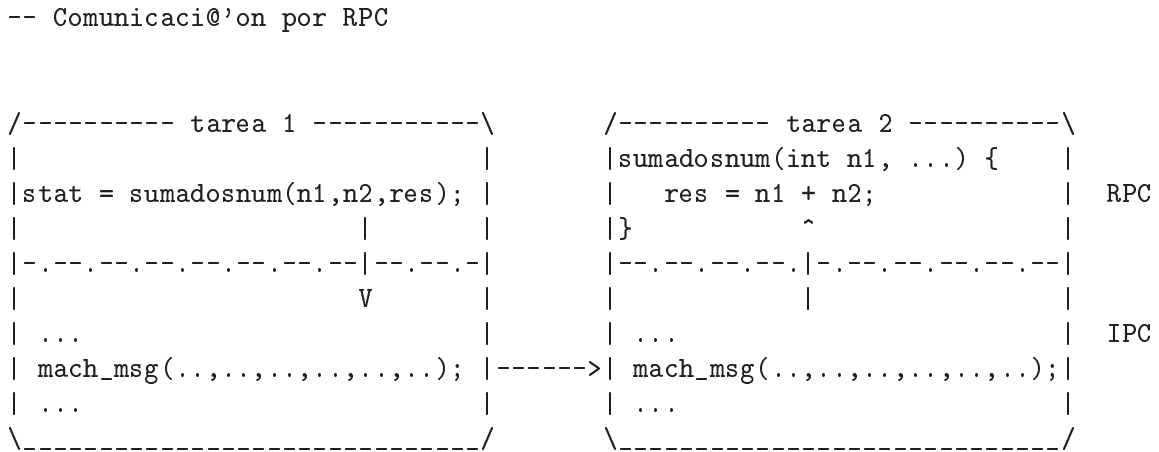 -- Comunicaci@'on por RPC
/---------- tarea 1 -----------\      /---------- tarea 2 ----------\
|                              |      |sumadosnum(int n1, ...) {    |
|stat = sumadosnum(n1,n2,res); |      |   res = n1 + n2;            |  RPC
|                      |       |      |}           ^                |
|-.--.--.--.--.--.--.--|--.--.-|      |--.--.--.--.|-.--.--.--.--.--|
|                      V       |      |            |                |
| ...                          |      | ...                         |  IPC
| mach_msg(..,..,..,..,..,..); |------>| mach_msg(..,..,..,..,..,..);|
| ...                          |      | ...                         |
\______________________________/      \_____________________________/